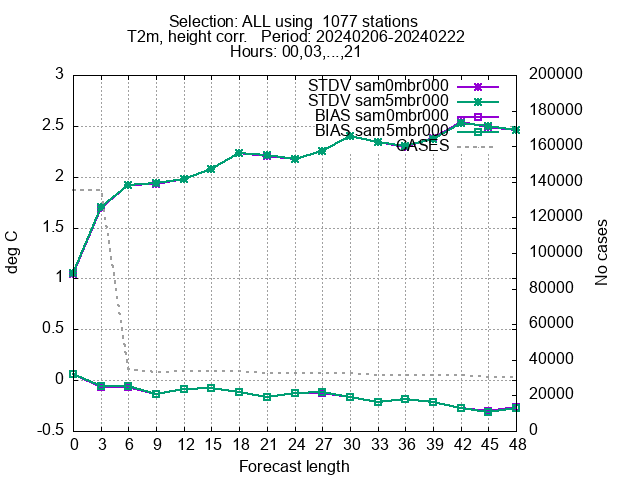 Selection: ALL using  1077 stations
T2m, height corr.   Period: 20240206-20240222
Hours: 00,03,...,21
STDV sam0mbr000
STDV sam5mbr000
BIAS sam0mbr000
BIAS sam5mbr000
CASES
deg C
3
2.5
2
1.5
1
0.5
0
-0.5
200000
180000
160000
140000
120000
100000
80000
60000
40000
20000
0
No cases
0 3 6 9 12 15 18 21 24 27 30 33 36 39 42 45 48
Forecast length